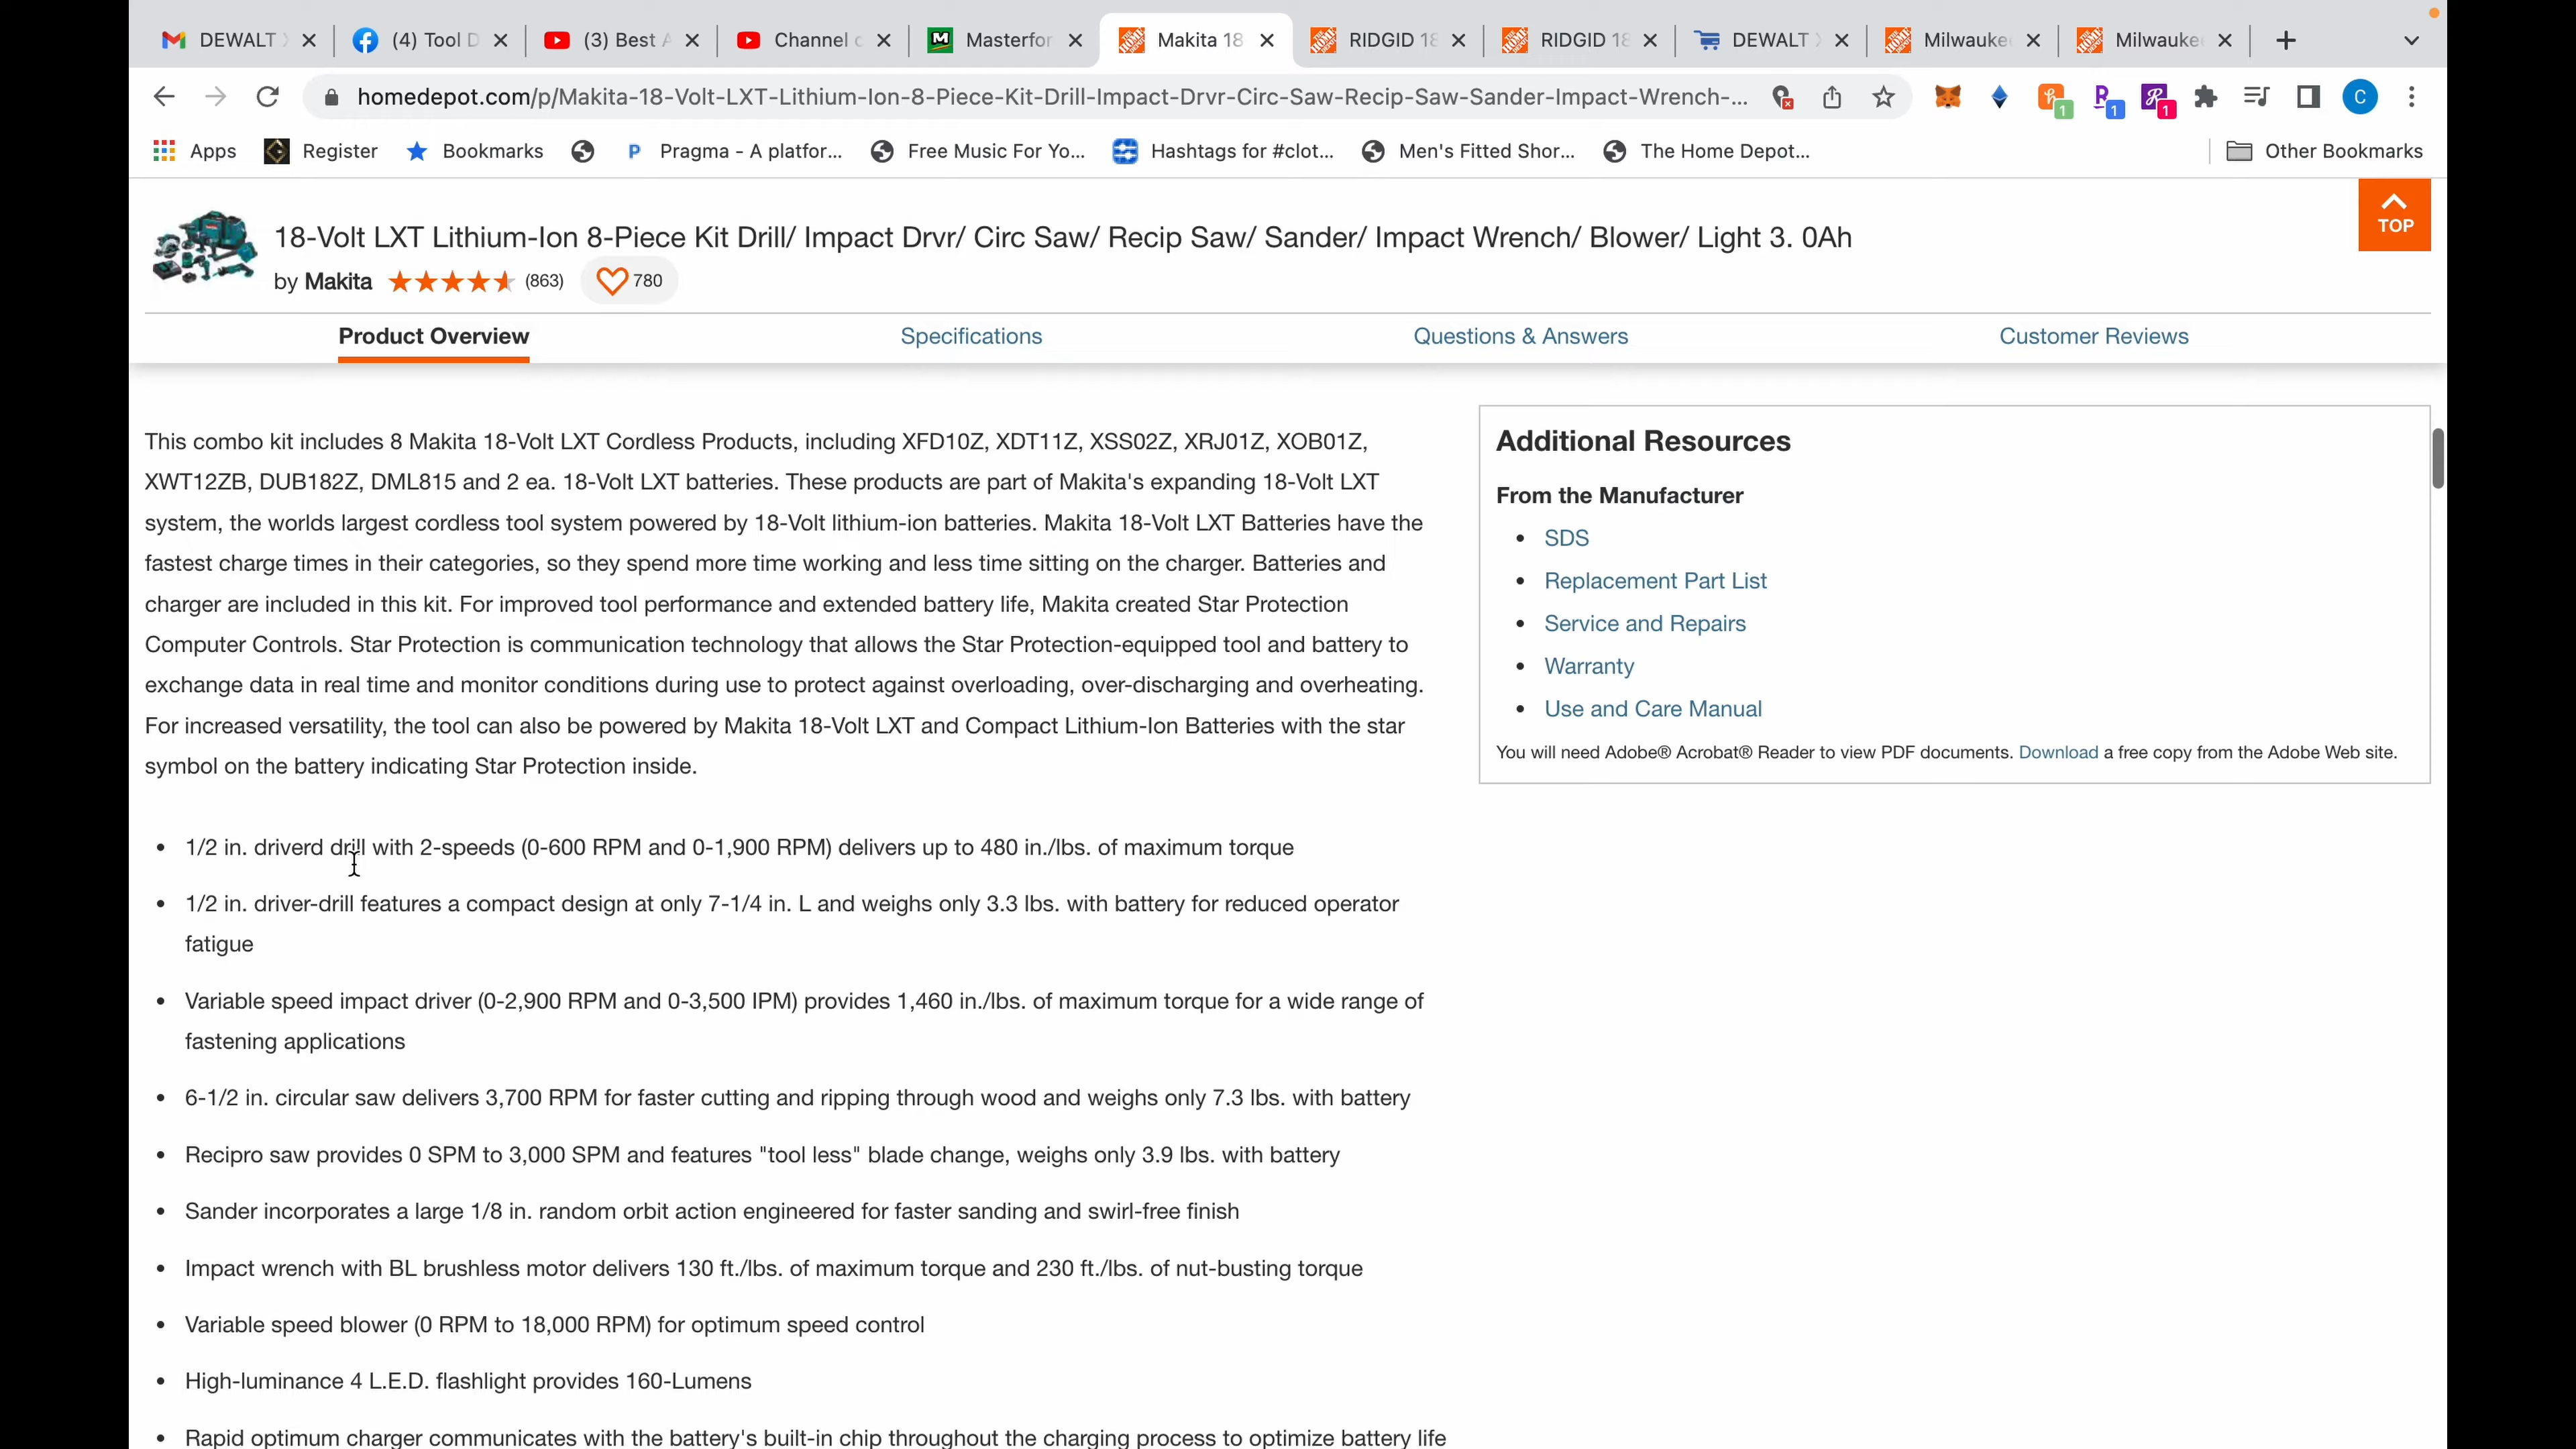 DEWALT
(4) Tool D
(3) Best A
Channel c
Masterfor
Makita 18
RIDGID 18
RIDGID 18
DEWALT
Milwauke
Milwauke
homedepot.com/p/Makita-18-Volt-LXT-Lithium-Ion-8-Piece-Kit-Drill-Impact-Drvr-Circ-Saw-Recip-Saw-Sander-Impact-Wrench-...
1
1
1
C
Apps
Register
Bookmarks
Pragma - A platfor...
Free Music For Yo...
Hashtags for #clot...
Men's Fitted Shor...
The Home Depot...
Other Bookmarks
18-Volt LXT Lithium-Ion 8-Piece Kit Drill/ Impact Drvr/ Circ Saw/ Recip Saw/ Sander/ Impact Wrench/ Blower/ Light 3. 0Ah
by Makita (863) 780
TOP
Product Overview
Specifications
Questions & Answers
Customer Reviews
This combo kit includes 8 Makita 18-Volt LXT Cordless Products, including XFD10Z, XDT11Z, XSS02Z, XRJ01Z, XOB01Z,
XWT12ZB, DUB182Z, DML815 and 2 ea. 18-Volt LXT batteries. These products are part of Makita's expanding 18-Volt LXT
system, the worlds largest cordless tool system powered by 18-Volt lithium-ion batteries. Makita 18-Volt LXT Batteries have the
fastest charge times in their categories, so they spend more time working and less time sitting on the charger. Batteries and
charger are included in this kit. For improved tool performance and extended battery life, Makita created Star Protection
Computer Controls. Star Protection is communication technology that allows the Star Protection-equipped tool and battery to
exchange data in real time and monitor conditions during use to protect against overloading, over-discharging and overheating.
For increased versatility, the tool can also be powered by Makita 18-Volt LXT and Compact Lithium-Ion Batteries with the star
symbol on the battery indicating Star Protection inside.
• 1/2 in. driverd drill with 2-speeds (0-600 RPM and 0-1,900 RPM) delivers up to 480 in./lbs. of maximum torque
• 1/2 in. driver-drill features a compact design at only 7-1/4 in. L and weighs only 3.3 lbs. with battery for reduced operator
fatigue
• Variable speed impact driver (0-2,900 RPM and 0-3,500 IPM) provides 1,460 in./lbs. of maximum torque for a wide range of
fastening applications
• 6-1/2 in. circular saw delivers 3,700 RPM for faster cutting and ripping through wood and weighs only 7.3 lbs. with battery
• Recipro saw provides 0 SPM to 3,000 SPM and features "tool less" blade change, weighs only 3.9 lbs. with battery
• Sander incorporates a large 1/8 in. random orbit action engineered for faster sanding and swirl-free finish
• Impact wrench with BL brushless motor delivers 130 ft./lbs. of maximum torque and 230 ft./lbs. of nut-busting torque
• Variable speed blower (0 RPM to 18,000 RPM) for optimum speed control
• High-luminance 4 L.E.D. flashlight provides 160-Lumens
• Rapid optimum charger communicates with the battery's built-in chip throughout the charging process to optimize battery life
Additional Resources
From the Manufacturer
• SDS
• Replacement Part List
• Service and Repairs
• Warranty
• Use and Care Manual
You will need Adobe® Acrobat® Reader to view PDF documents. Download a free copy from the Adobe Web site.